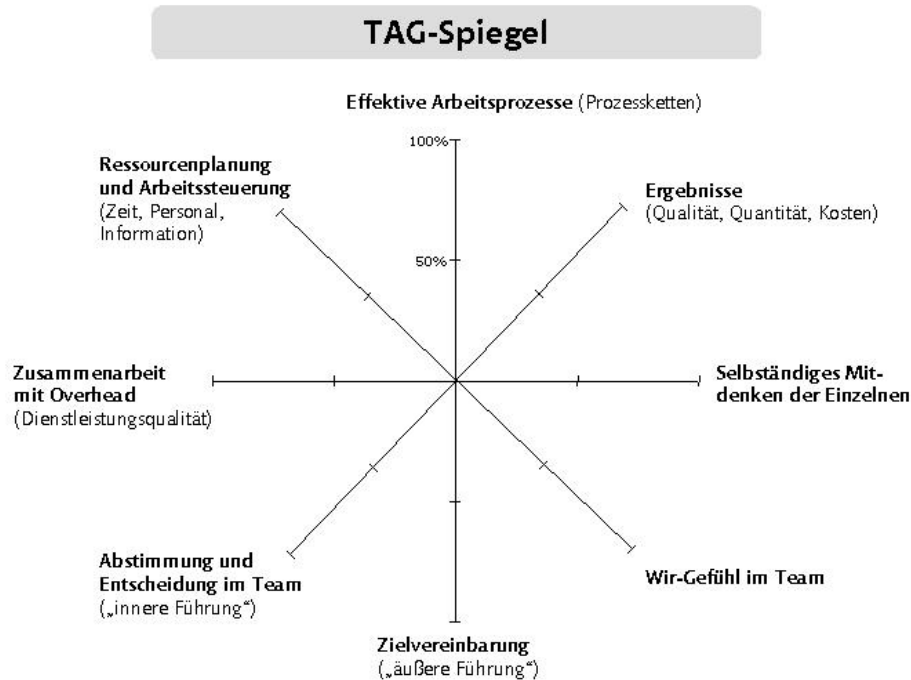 TAG-Spiegel
Effektive Arbeitsprozesse (Prozessketten)
100%
50%
Ergebnisse
(Qualität, Quantität, Kosten)
Selbständiges Mit-
denken der Einzelnen
Wir-Gefühl im Team
Zielvereinbarung
(„äußere Führung“)
Abstimmung und
Entscheidung im Team
(„innere Führung“)
Zusammenarbeit
mit Overhead
(Dienstleistungsqualität)
Ressourcenplanung
und Arbeitssteuerung
(Zeit, Personal,
Information)